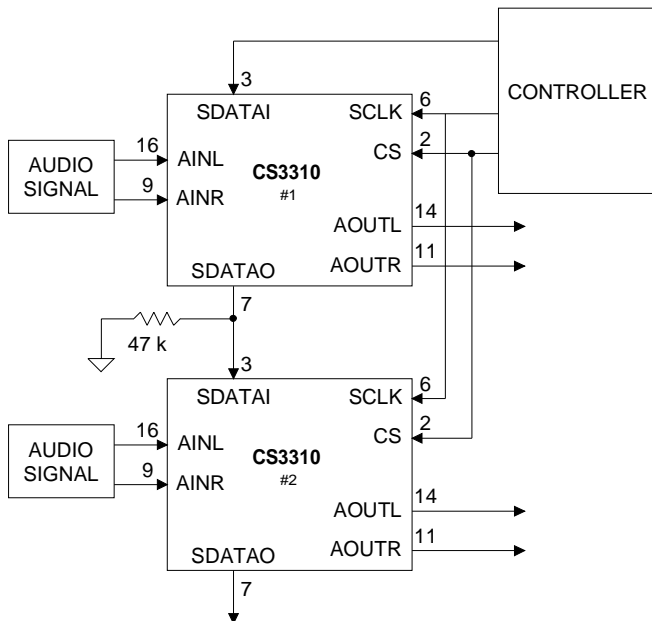 3
CONTROLLER
SDATAI
SCLK
6
16
AINL
CS3310
CS
2
AUDIO
SIGNAL
9
AINR
#1
AOUTL
14
SDATAO
AOUTR
11
7
47 k
3
SDATAI
SCLK
6
16
AINL
CS3310
CS
2
AUDIO
SIGNAL
9
AINR
#2
AOUTL
14
SDATAO
AOUTR
11
7